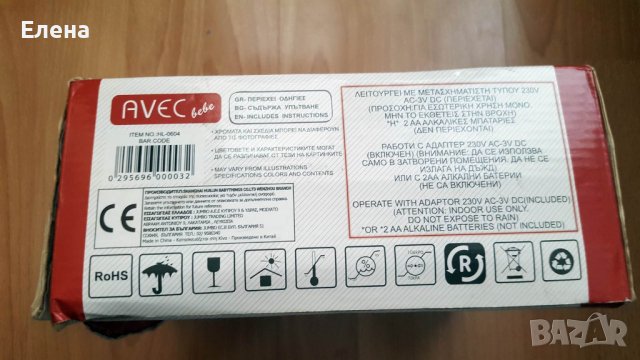 Елена
AVEC
bebe
GR- ΠΕΡΙΕΧΕΙ ΟΔΗΓΙΕΣ
BG- СЪДЪРЖА УПЪТВАНЕ
EN- INCLUDES INSTRUCTIONS
ITEM NO: HL-0604
BAR CODE
0 295696 000032
• ΧΡΩΜΑΤΑ ΚΑΙ ΣΧΕΔΙΑ ΜΠΟΡΕΙ ΝΑ ΔΙΑΦΕΡΟΥΝ
ΑΠΟ ΤΙΣ ΦΩΤΟΓΡΑΦΙΕΣ
• ЦВЕТОВЕТЕ И ХАРАКТЕРИСТИКИТЕ МОГАТ
ДА СЕ РАЗЛИЧАВАТ ОТ ТЕЗИ НА КАРТИНКИТЕ
• MAY VARY FROM ILLUSTRATIONS
SPECIFICATIONS COLORS AND CONTENTS
CE
Made in China
ΛΕΙΤΟΥΡΓΕΙ ΜΕ ΜΕΤΑΣΧΗΜΑΤΙΣΤΗ ΤΥΠΟΥ 230V
AC-3V DC (ΠΕΡΙΕΧΕΤΑΙ)
(ΠΡΟΣΟΧΗ: ΓΙΑ ΕΣΩΤΕΡΙΚΗ ΧΡΗΣΗ ΜΟΝΟ
ΜΗΝ ΤΟ ΕΚΘΕΤΕΙΣ ΣΤΗΝ ΒΡΟΧΗ)
*Η* 2 AA ΑΛΚΑΛΙΚΕΣ ΜΠΑΤΑΡΙΕΣ
(ΔΕΝ ΠΕΡΙΕΧΟΝΤΑΙ)
РАБОТИ С АДАПТЕР 230V AC-3V DC
(ВКЛЮЧЕН) (ВНИМАНИЕ: ДА СЕ ИЗПОЛЗВА
САМО В ЗАТВОРЕНИ ПОМЕЩЕНИЯ. ДА НЕ СЕ
ИЗЛАГА НА ДЪЖД)
ИЛИ С 2AA АЛКАЛНИ БАТЕРИИ
(НЕ СА ВКЛЮЧЕНИ)
OPERATE WITH ADAPTOR 230V AC-3V DC(INCLUDED)
(ATTENTION: INDOOR USE ONLY.
DO NOT EXPOSE TO RAIN)
*OR *2 AA ALKALINE BATTERIES (NOT INCLUDED)
RoHS
R
BAZAR.BG